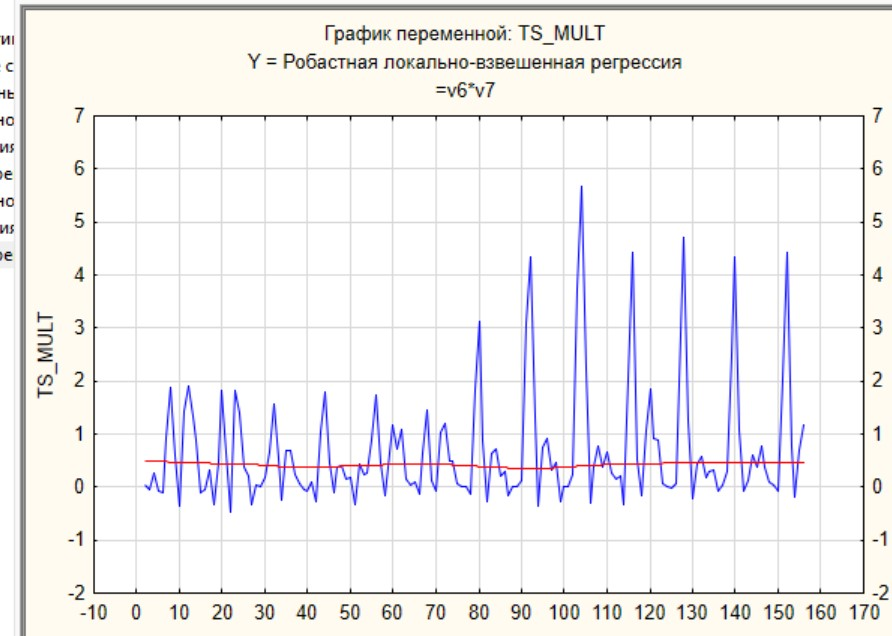 График переменной: TS_MULT
Y = Робастная локально-взвешенная регрессия
=v6*v7
7 7
6 6
5 5
4 4
3 3
2 2
1 1
0 0
-1 -1
-2 -2
TS_MULT
-10 0 10 20 30 40 50 60 70 80 90 100 110 120 130 140 150 160 170